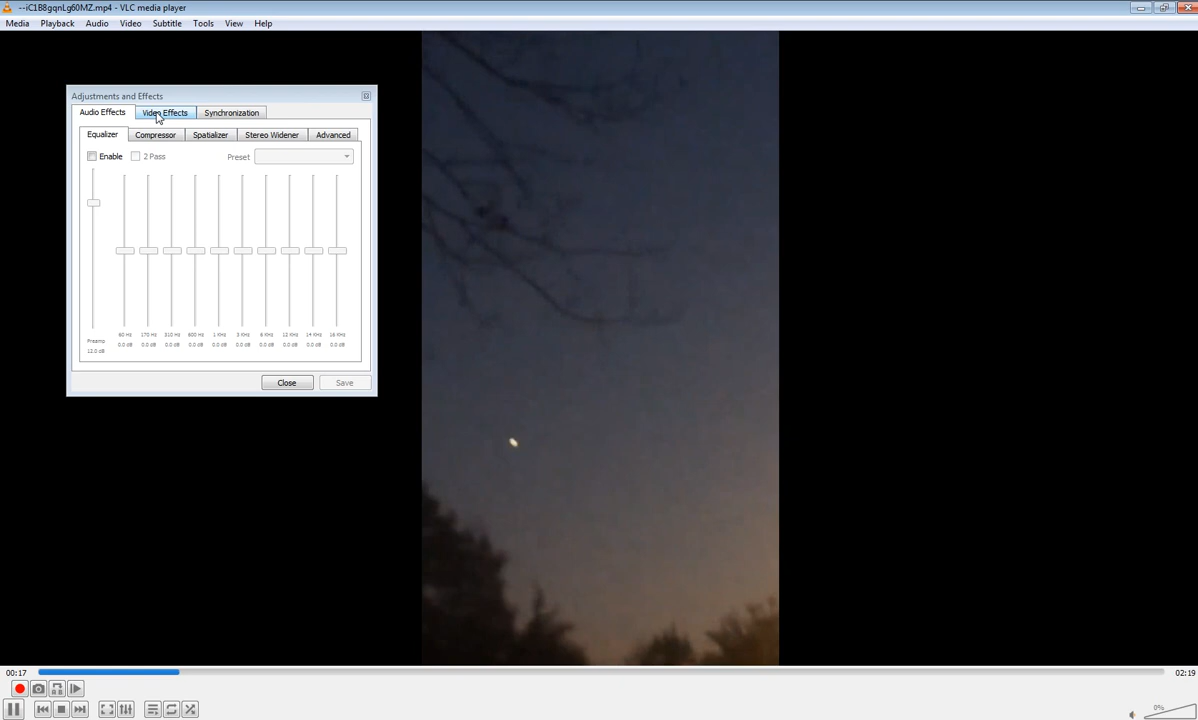 --iC1B8gqnLg60MZ.mp4 - VLC media player
Media Playback Audio Video Subtitle Tools View Help
Adjustments and Effects
Audio Effects Video Effects Synchronization
Equalizer Compressor Spatializer Stereo Widener Advanced
Enable 2 Pass Preset
60 Hz 170 Hz 310 Hz 600 Hz 1 KHz 3 KHz 6 KHz 12 KHz 14 KHz 16 KHz
Preamp 0.0 dB 0.0 dB 0.0 dB 0.0 dB 0.0 dB 0.0 dB 0.0 dB 0.0 dB 0.0 dB 0.0 dB
12.0 dB
Close Save
00:17 02:19
0%